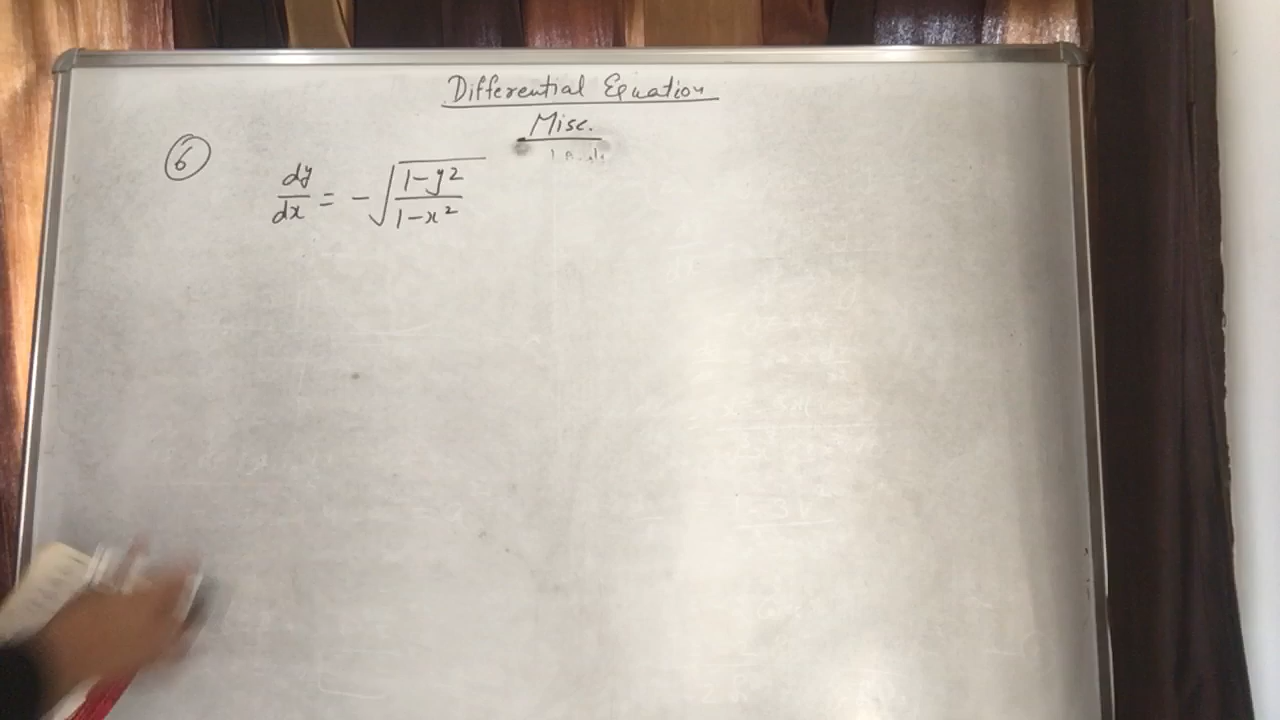 Differential Equation
Misc.
6
dy/dx = -√((1-y²)/(1-x²))